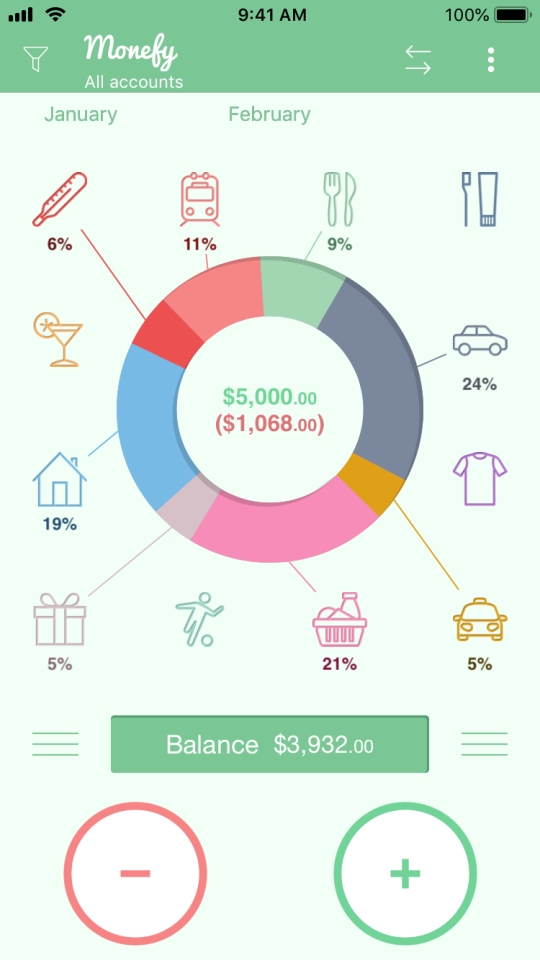 9:41 AM 100%
Monefy
All accounts
January February
6% 11% 9%
24%
$5,000.00
($1,068.00)
19%
5% 21% 5%
Balance $3,932.00
− +